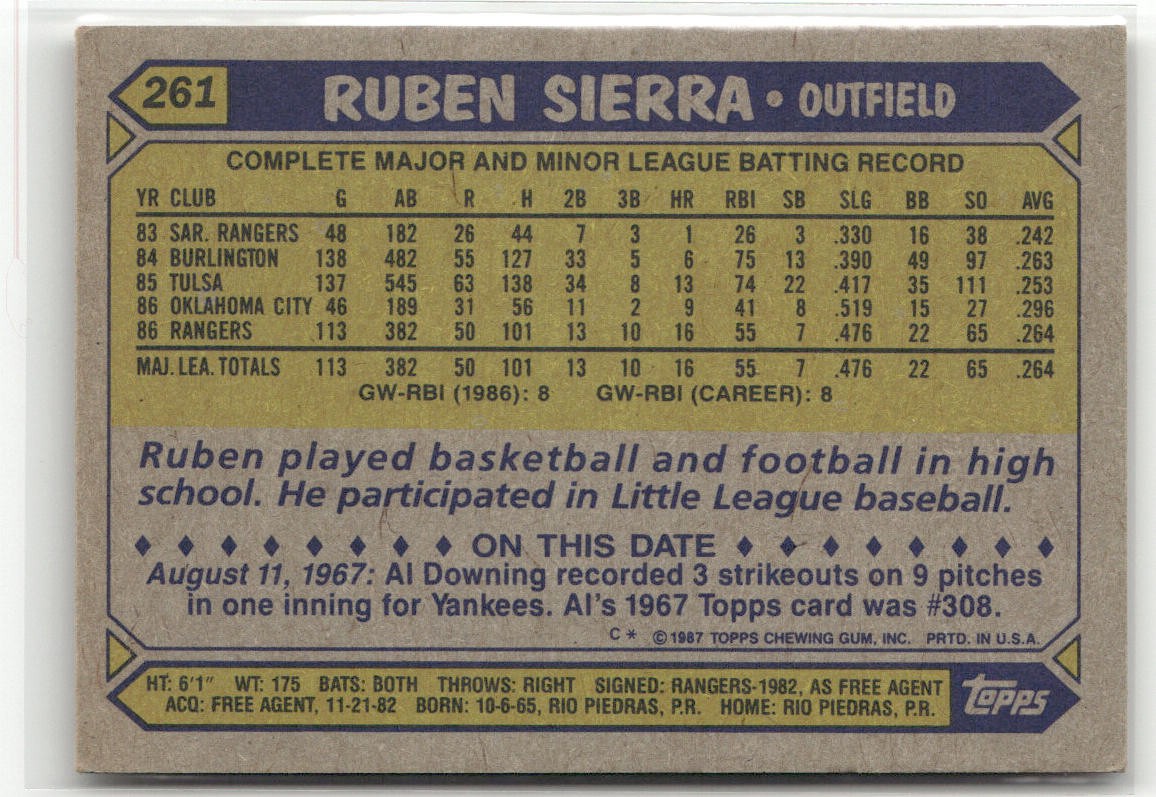 261 RUBEN SIERRA • OUTFIELD
COMPLETE MAJOR AND MINOR LEAGUE BATTING RECORD
YR CLUB G AB R H 2B 3B HR RBI SB SLG BB SO AVG
83 SAR. RANGERS 48 182 26 44 7 3 1 26 3 .330 16 38 .242
84 BURLINGTON 138 482 55 127 33 5 6 75 13 .390 49 97 .263
85 TULSA 137 545 63 138 34 8 13 74 22 .417 35 111 .253
86 OKLAHOMA CITY 46 189 31 56 11 2 9 41 8 .519 15 27 .296
86 RANGERS 113 382 50 101 13 10 16 55 7 .476 22 65 .264
MAJ. LEA. TOTALS 113 382 50 101 13 10 16 55 7 .476 22 65 .264
GW-RBI (1986): 8 GW-RBI (CAREER): 8
Ruben played basketball and football in high
school. He participated in Little League baseball.
ON THIS DATE
August 11, 1967: Al Downing recorded 3 strikeouts on 9 pitches
in one inning for Yankees. Al's 1967 Topps card was #308.
C* ©1987 TOPPS CHEWING GUM, INC. PRTD. IN U.S.A.
HT: 6'1" WT: 175 BATS: BOTH THROWS: RIGHT SIGNED: RANGERS-1982, AS FREE AGENT
ACQ: FREE AGENT, 11-21-82 BORN: 10-6-65, RIO PIEDRAS, P.R. HOME: RIO PIEDRAS, P.R.
topps